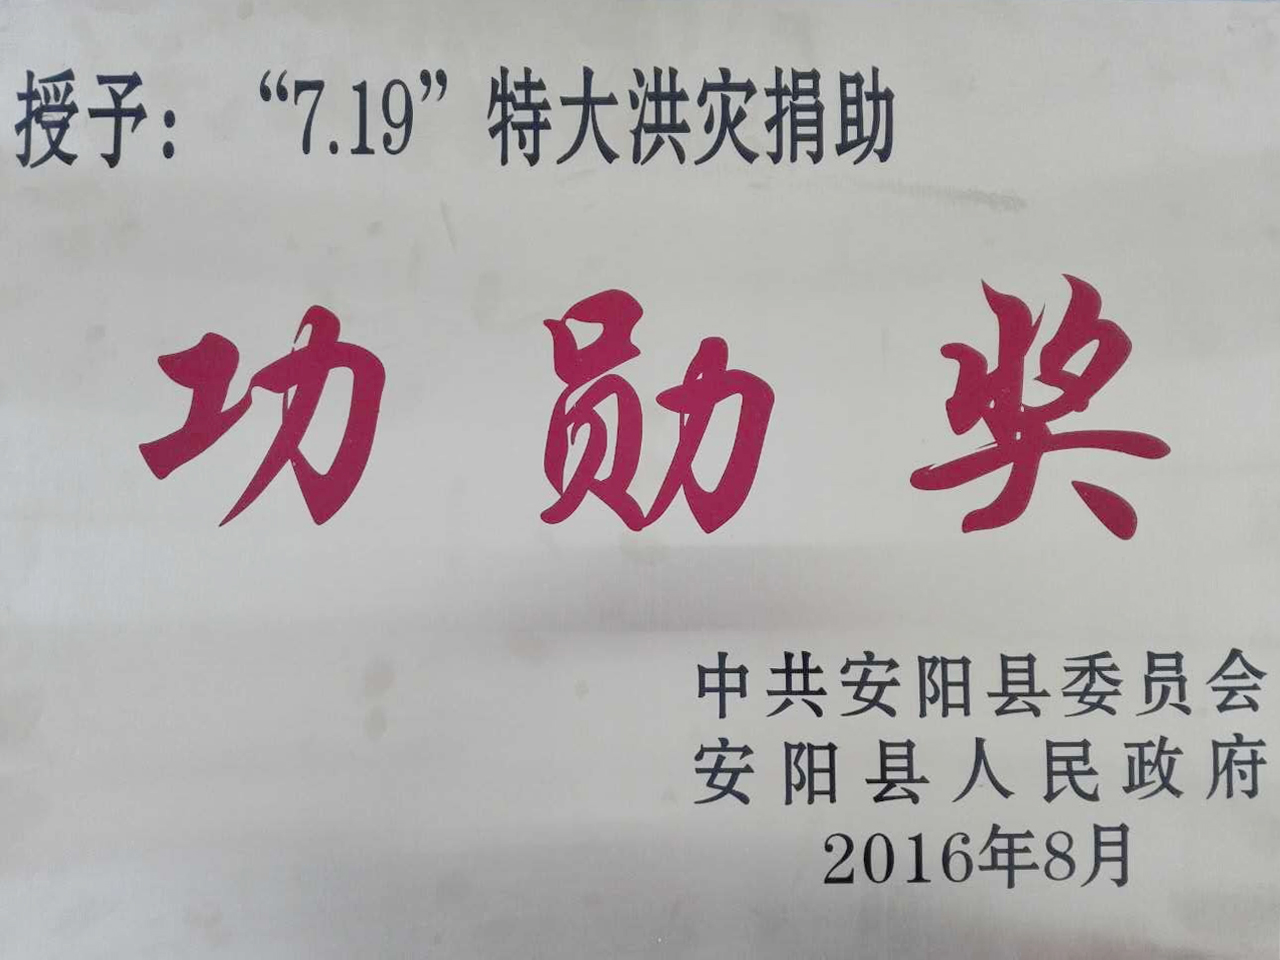 授予：“7.19”特大洪灾捐助
功勋奖
中共安阳县委员会
安阳县人民政府
2016年8月